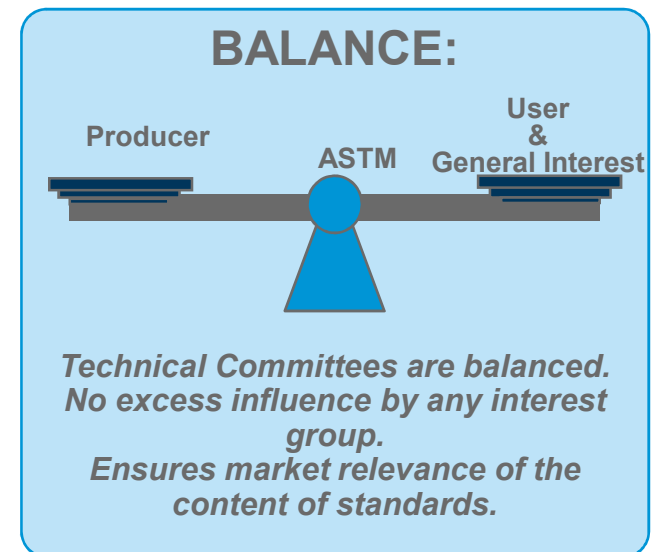 BALANCE:
Producer
ASTM
User
&
General Interest
Technical Committees are balanced.
No excess influence by any interest
group.
Ensures market relevance of the
content of standards.